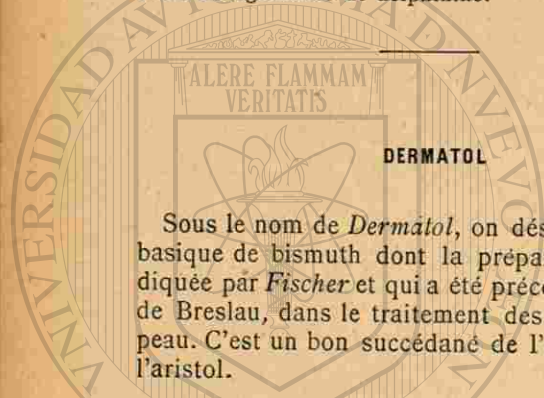 ALERE FLAMMAM
VERITATIS
DERMATOL
Sous le nom de Dermatol, on dés
basique de bismuth dont la prépa
diquée par Fischer et qui a été préco
de Breslau, dans le traitement des
peau. C'est un bon succédané de l'
l'aristol.